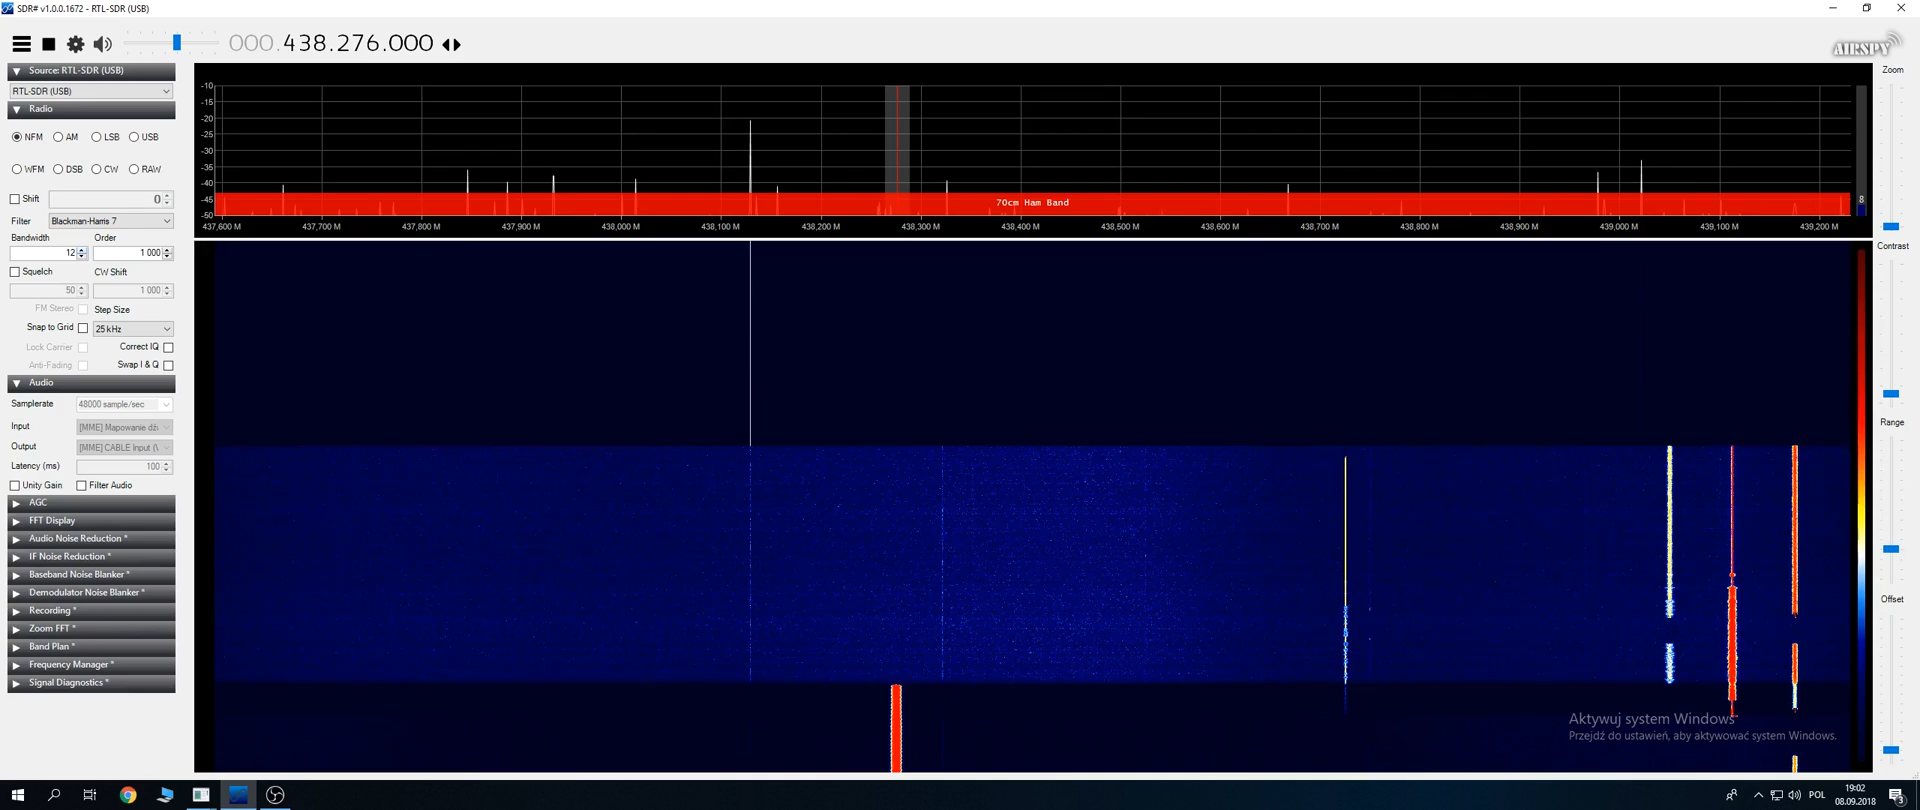 SDR# v1.0.0.1672 - RTL-SDR (USB)
000.438.276.000
AIRSPY
Source: RTL-SDR (USB)
RTL-SDR (USB)
Radio
NFM AM LSB USB
WFM DSB CW RAW
Shift 0
Filter Blackman-Harris 7
Bandwidth Order
12 1 000
Squelch CW Shift
50 1 000
FM Stereo Step Size
Snap to Grid 25 kHz
Lock Carrier Correct IQ
Anti-Fading Swap I & Q
Audio
Samplerate 48000 sample/sec
Input [MME] Mapowanie dź
Output [MME] CABLE Input (V
Latency (ms) 100
Unity Gain Filter Audio
AGC
FFT Display
Audio Noise Reduction *
IF Noise Reduction *
Baseband Noise Blanker *
Demodulator Noise Blanker *
Recording *
Zoom FFT *
Band Plan *
Frequency Manager *
Signal Diagnostics *
-10
-15
-20
-25
-30
-35
-40
-45
-50
70cm Ham Band
8
437,600 M 437,700 M 437,800 M 437,900 M 438,000 M 438,100 M 438,200 M 438,300 M 438,400 M 438,500 M 438,600 M 438,700 M 438,800 M 438,900 M 439,000 M 439,100 M 439,200 M
Zoom
Contrast
Range
Offset
Aktywuj system Windows
Przejdź do ustawień, aby aktywować system Windows.
POL
19:02
08.09.2018
3